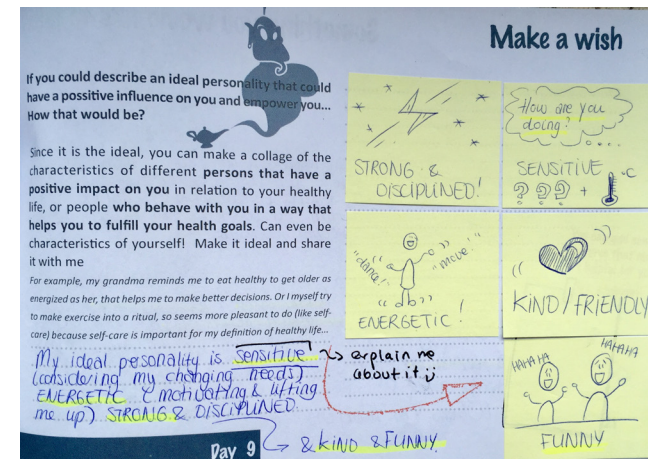 Make a wish
If you could describe an ideal personality that could
have a possitive influence on you and empower you...
How that would be?
Since it is the ideal, you can make a collage of the
characteristics of different persons that have a
positive impact on you in relation to your healthy
life, or people who behave with you in a way that
helps you to fulfill your health goals. Can even be
characteristics of yourself! Make it ideal and share
it with me
For example, my grandma reminds me to eat healthy to get older as
energized as her, that helps me to make better decisions. Or I myself try
to make exercise into a ritual, so seems more pleasant to do (like self-
care) because self-care is important for my definition of healthy life...
My ideal pesonality is sensitive
(considering my changing needs)
ENERGETIC (motivating & lifting
me up) STRONG & DISCIPLINED
& KIND & FUNNY.
explain me
about it
Day 9
STRONG &
DISCIPLINED!
How are you
doing?
SENSITIVE
? ? ? + °C
"dance!"
"move!"
ENERGETIC!
KIND/FRIENDLY
HAHAHA
HAHAHA
FUNNY